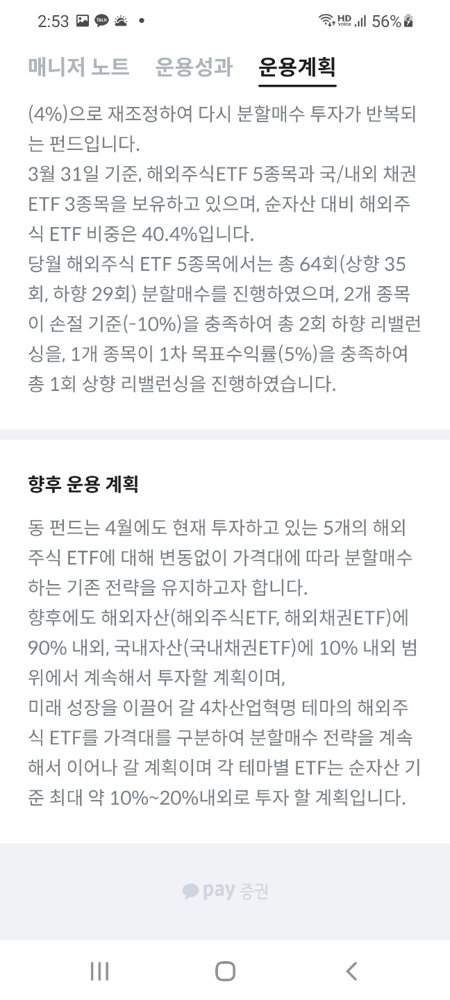 2:53 TALK HD voice 56%
매니저 노트 운용성과 운용계획
(4%)으로 재조정하여 다시 분할매수 투자가 반복되
는 펀드입니다.
3월 31일 기준, 해외주식ETF 5종목과 국/내외 채권
ETF 3종목을 보유하고 있으며, 순자산 대비 해외주
식 ETF 비중은 40.4%입니다.
당월 해외주식 ETF 5종목에서는 총 64회(상향 35
회, 하향 29회) 분할매수를 진행하였으며, 2개 종목
이 손절 기준(-10%)을 충족하여 총 2회 하향 리밸런
싱을, 1개 종목이 1차 목표수익률(5%)을 충족하여
총 1회 상향 리밸런싱을 진행하였습니다.
향후 운용 계획
동 펀드는 4월에도 현재 투자하고 있는 5개의 해외
주식 ETF에 대해 변동없이 가격대에 따라 분할매수
하는 기존 전략을 유지하고자 합니다.
향후에도 해외자산(해외주식ETF, 해외채권ETF)에
90% 내외, 국내자산(국내채권ETF)에 10% 내외 범
위에서 계속해서 투자할 계획이며,
미래 성장을 이끌어 갈 4차산업혁명 테마의 해외주
식 ETF를 가격대를 구분하여 분할매수 전략을 계속
해서 이어나 갈 계획이며 각 테마별 ETF는 순자산 기
준 최대 약 10%~20%내외로 투자 할 계획입니다.
pay 증권